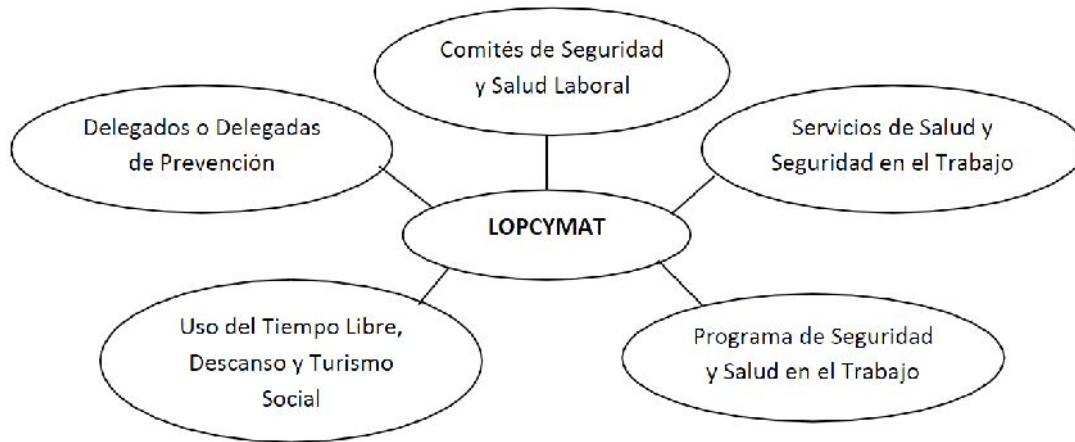 Comités de Seguridad
y Salud Laboral
Delegados o Delegadas
de Prevención
Servicios de Salud y
Seguridad en el Trabajo
LOPCYMAT
Uso del Tiempo Libre,
Descanso y Turismo
Social
Programa de Seguridad
y Salud en el Trabajo